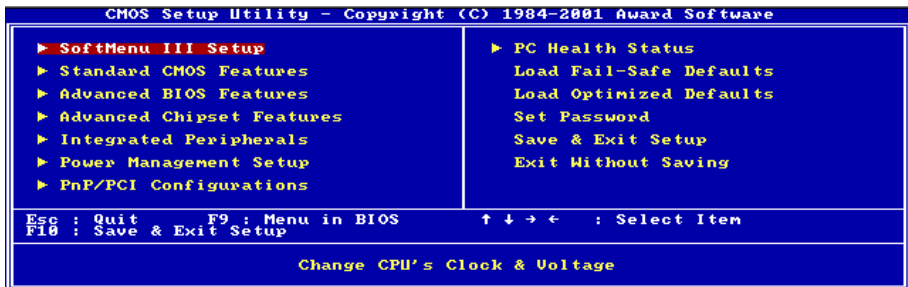 CMOS Setup Utility - Copyright (C) 1984-2001 Award Software
► SoftMenu III Setup
► Standard CMOS Features
► Advanced BIOS Features
► Advanced Chipset Features
► Integrated Peripherals
► Power Management Setup
► PnP/PCI Configurations
► PC Health Status
Load Fail-Safe Defaults
Load Optimized Defaults
Set Password
Save & Exit Setup
Exit Without Saving
Esc : Quit F9 : Menu in BIOS ↑ ↓ → ← : Select Item
F10 : Save & Exit Setup
Change CPU's Clock & Voltage